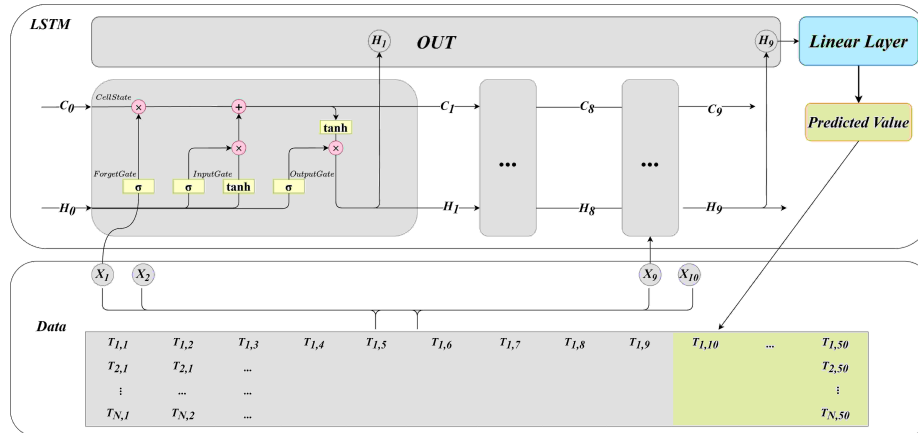 LSTM
OUT
H1
H9
Linear Layer
Predicted Value
C0
CellState
×
+
tanh
×
×
C1
...
C8
...
C9
ForgetGate
σ
InputGate
σ
tanh
OutputGate
σ
H0
H1
H8
H9
X1
X2
X9
X10
Data
T1,1 T1,2 T1,3 T1,4 T1,5 T1,6 T1,7 T1,8 T1,9 T1,10 ... T1,50
T2,1 T2,1 ... T2,50
⋮ ... ... ⋮
TN,1 TN,2 ... TN,50